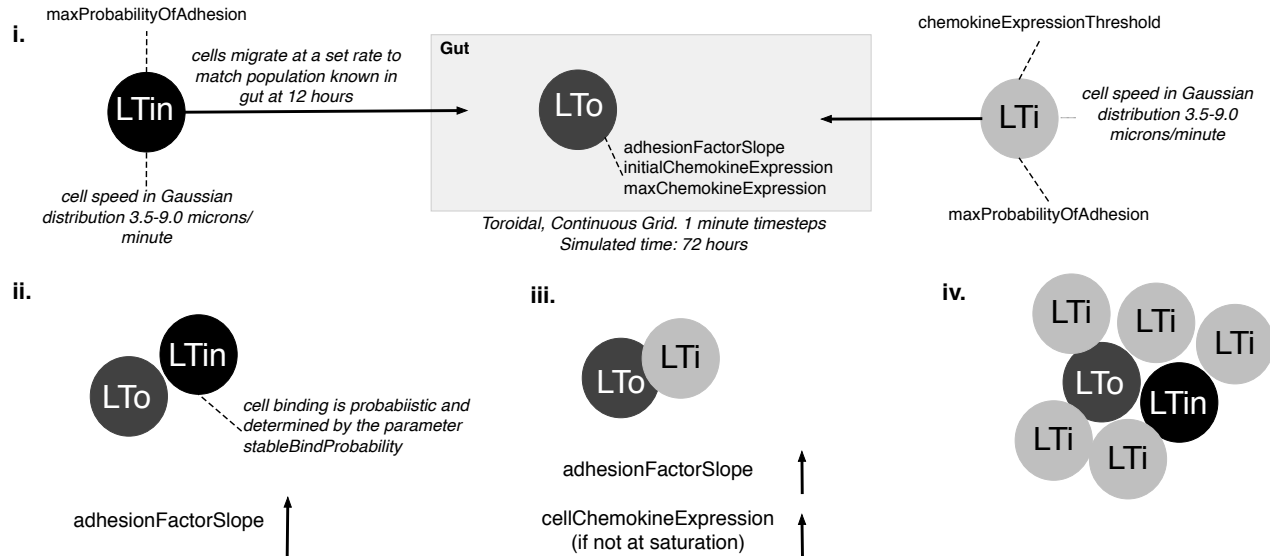 i.
maxProbabilityOfAdhesion
LTin
cells migrate at a set rate to
match population known in
gut at 12 hours
cell speed in Gaussian
distribution 3.5-9.0 microns/
minute
Gut
LTo
adhesionFactorSlope
initialChemokineExpression
maxChemokineExpression
Toroidal, Continuous Grid. 1 minute timesteps
Simulated time: 72 hours
chemokineExpressionThreshold
LTi
cell speed in Gaussian
distribution 3.5-9.0
microns/minute
maxProbabilityOfAdhesion
ii.
LTin
LTo
cell binding is probabiistic and
determined by the parameter
stableBindProbability
adhesionFactorSlope
iii.
LTo
LTi
adhesionFactorSlope
cellChemokineExpression
(if not at saturation)
iv.
LTi
LTi
LTi
LTo
LTin
LTi
LTi